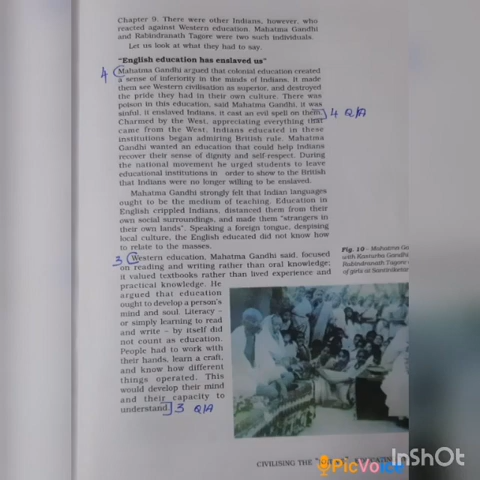 Chapter 9. There were other Indians, however, who
reacted against Western education. Mahatma Gandhi
and Rabindranath Tagore were two such individuals.
Let us look at what they had to say.
"English education has enslaved us"
4 Mahatma Gandhi argued that colonial education created
a sense of inferiority in the minds of Indians. It made
them see Western civilisation as superior, and destroyed
the pride they had in their own culture. There was
poison in this education, said Mahatma Gandhi, it was
sinful, it enslaved Indians, it cast an evil spell on them. 4 Q/A
Charmed by the West, appreciating everything that
came from the West, Indians educated in these
institutions began admiring British rule. Mahatma
Gandhi wanted an education that could help Indians
recover their sense of dignity and self-respect. During
the national movement he urged students to leave
educational institutions in order to show to the British
that Indians were no longer willing to be enslaved.
Mahatma Gandhi strongly felt that Indian languages
ought to be the medium of teaching. Education in
English crippled Indians, distanced them from their
own social surroundings, and made them "strangers in
their own lands". Speaking a foreign tongue, despising
local culture, the English educated did not know how
to relate to the masses.
3 Western education, Mahatma Gandhi said, focused
on reading and writing rather than oral knowledge;
it valued textbooks rather than lived experience and
practical knowledge. He
argued that education
ought to develop a person's
mind and soul. Literacy –
or simply learning to read
and write – by itself did
not count as education.
People had to work with
their hands, learn a craft,
and know how different
things operated. This
would develop their mind
and their capacity to
understand. 3 Q/A
Fig. 10 – Mahatma
with Kasturba Gandhi
Rabindranath Tagore
of girls at Santiniketan
CIVILISING THE
PicVoice
InShOt